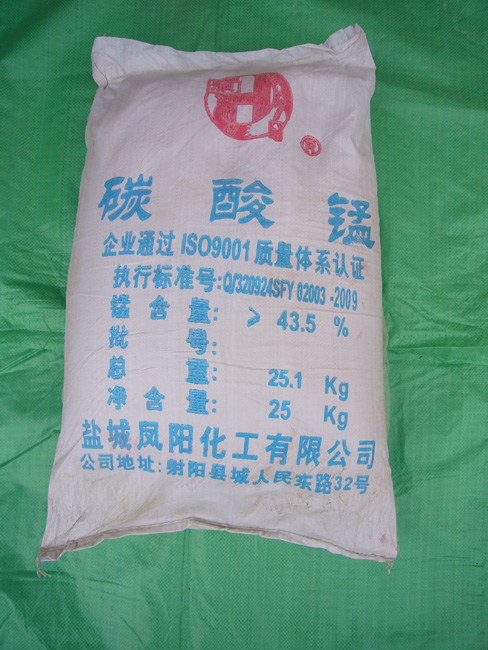 碳酸锰
企业通过ISO9001质量体系认证
执行标准号:Q/320924SFY 02003-2009
锰含量: ≥ 43.5 %
批号:
总重: 25.1 Kg
净含量: 25 Kg
盐城凤阳化工有限公司
公司地址:射阳县城人民东路32号